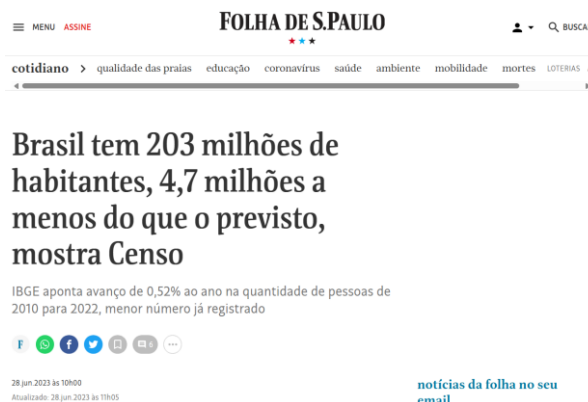 MENU ASSINE FOLHA DE S.PAULO BUSCA
cotidiano > qualidade das praias educação coronavírus saúde ambiente mobilidade mortes LOTERIAS
Brasil tem 203 milhões de
habitantes, 4,7 milhões a
menos do que o previsto,
mostra Censo
IBGE aponta avanço de 0,52% ao ano na quantidade de pessoas de
2010 para 2022, menor número já registrado
F 6
28.jun.2023 às 10h00
Atualizado: 28.jun.2023 às 11h05
notícias da folha no seu
email